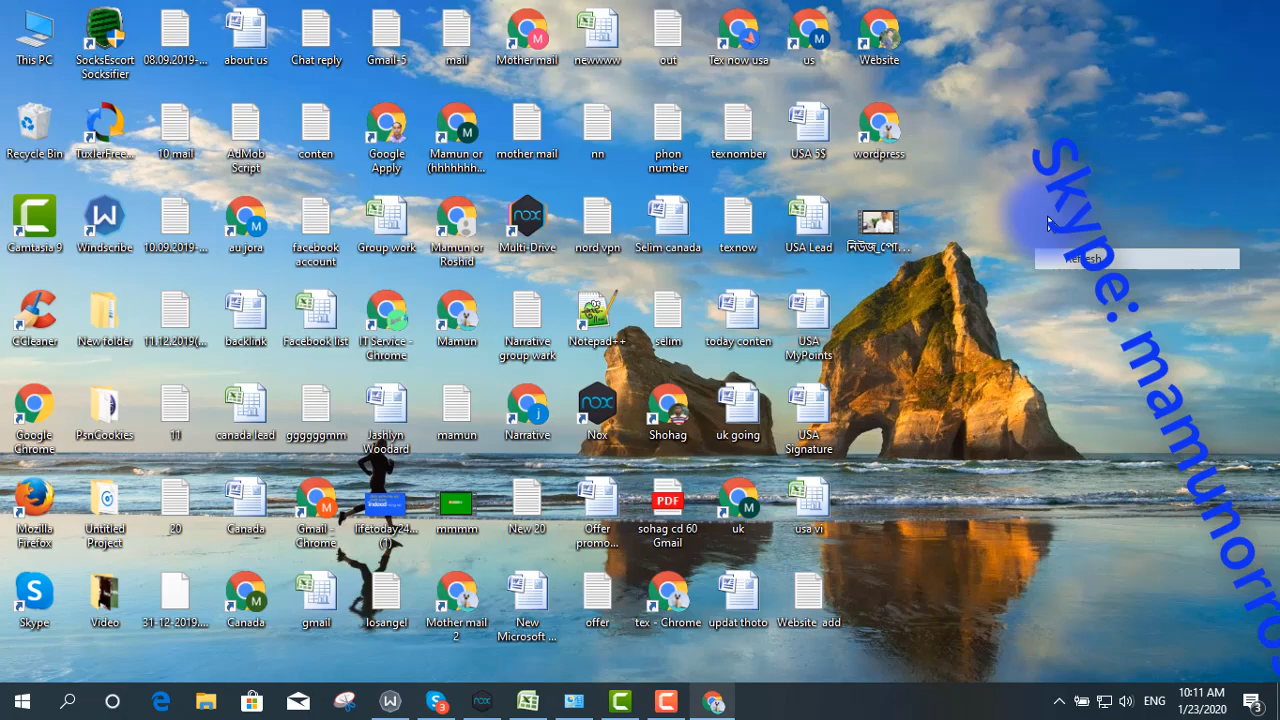 This PC
SocksEscort
Socksifier
08.09.2019-...
about us
Chat reply
Gmail-5
mail
Mother mail
newwww
out
Tex now usa
us
Website
Recycle Bin
TuxlerFree...
10 mail
AdMob
Script
conten
Google
Apply
Mamun or
(hhhhhhh...
mother mail
nn
phon
number
texnomber
USA 5$
wordpress
Camtasia 9
Windscribe
10.09.2019-...
au jora
facebook
account
Group work
Mamun or
Roshid
Multi-Drive
nord vpn
Selim canada
texnow
USA Lead
নিউজ_পো...
Refresh
CCleaner
New folder
11.12.2019(...
backlink
Facebook list
IT Service -
Chrome
Mamun
Narrative
group wark
Notepad++
selim
today conten
USA
MyPoints
Google
Chrome
PsnCookies
11
canada lead
ggggggmm
Jashlyn
Woodard
mamun
Narrative
Nox
Shohag
uk going
USA
Signature
Mozilla
Firefox
Untitled
Project
20
Canada
Gmail -
Chrome
lifetoday24...
(1)
mmmm
New 20
Offer
promo...
PDF
sohag cd 60
Gmail
uk
usa vi
Skype
Video
31-12-2019....
Canada
gmail
losangel
Mother mail
2
New
Microsoft ...
offer
tex - Chrome
updat thoto
Website add
Skype: mamunorros
ENG
10:11 AM
1/23/2020